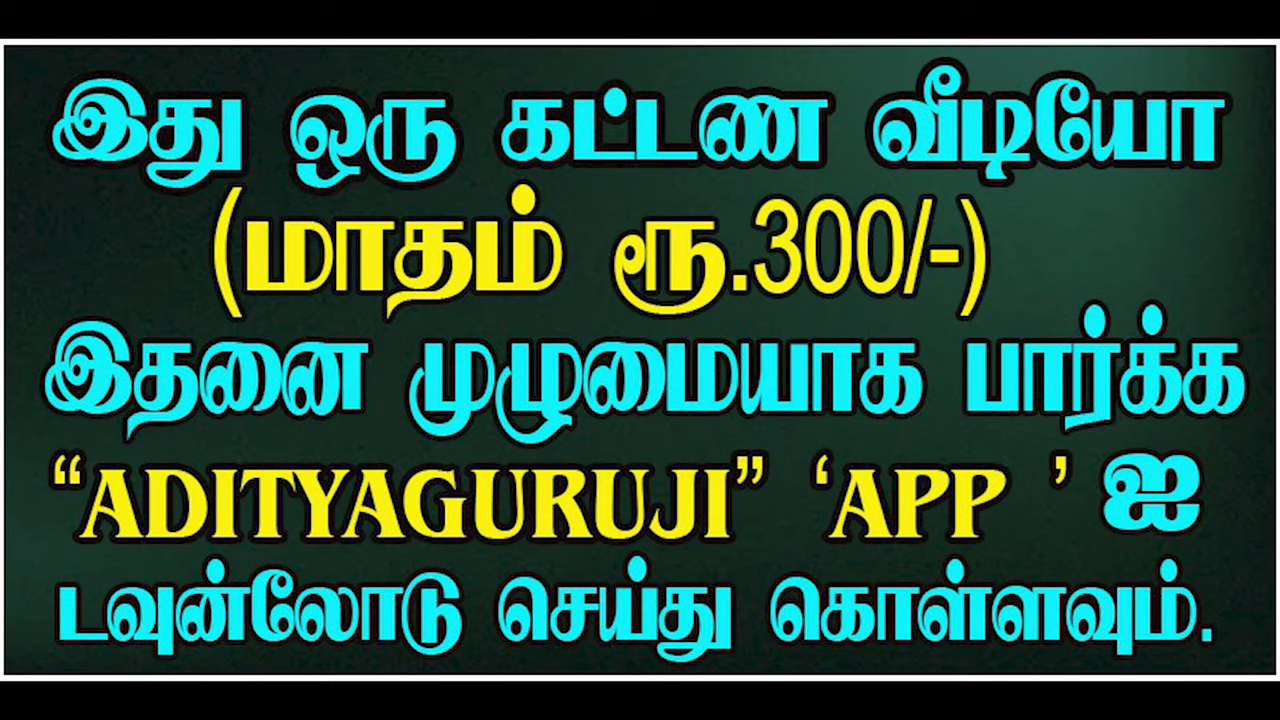 இது ஒரு கட்டண வீடியோ
(மாதம் ரூ.300/-)
இதனை முழுமையாக பார்க்க
“ADITYAGURUJI” ‘APP ’ ஐ
டவுன்லோடு செய்து கொள்ளவும்.